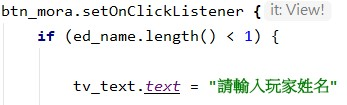 btn_mora.setOnClickListener { it: View!
if (ed_name.length() < 1) {
tv_text.text = "請輸入玩家姓名"